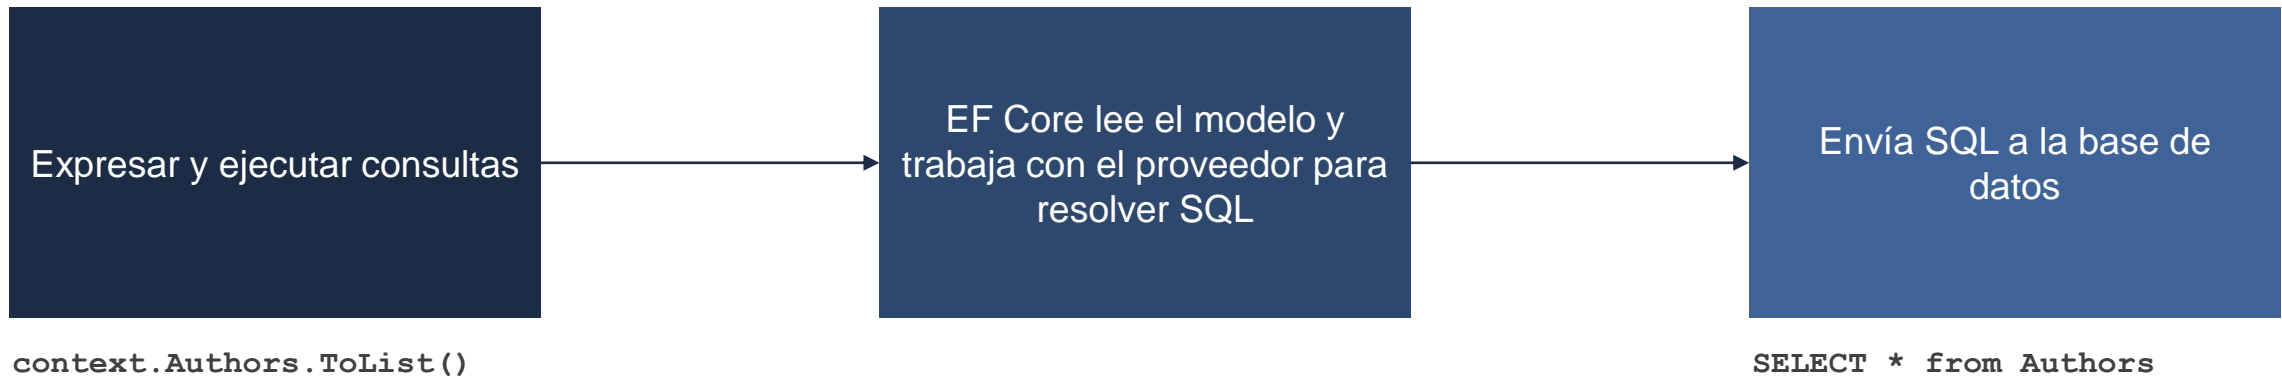 Expresar y ejecutar consultas
EF Core lee el modelo y
trabaja con el proveedor para
resolver SQL
Envía SQL a la base de
datos
context.Authors.ToList()
SELECT * from Authors